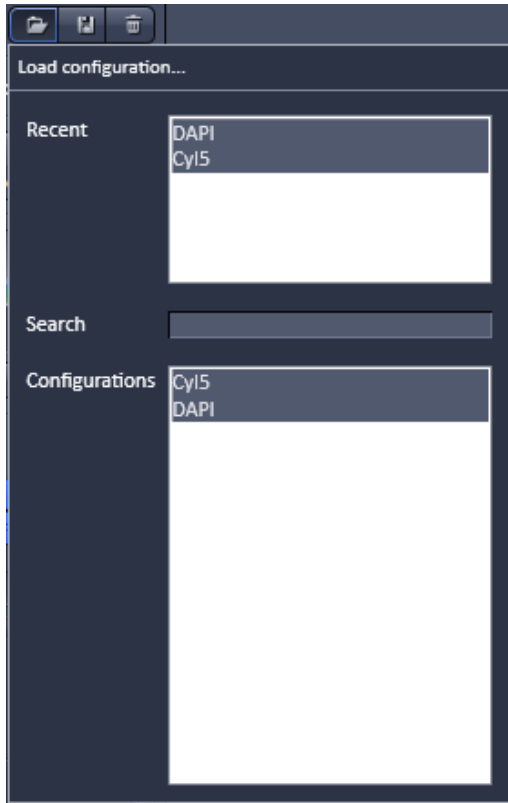 Load configuration...
Recent
DAPI
Cyl5
Search
Configurations
Cyl5
DAPI